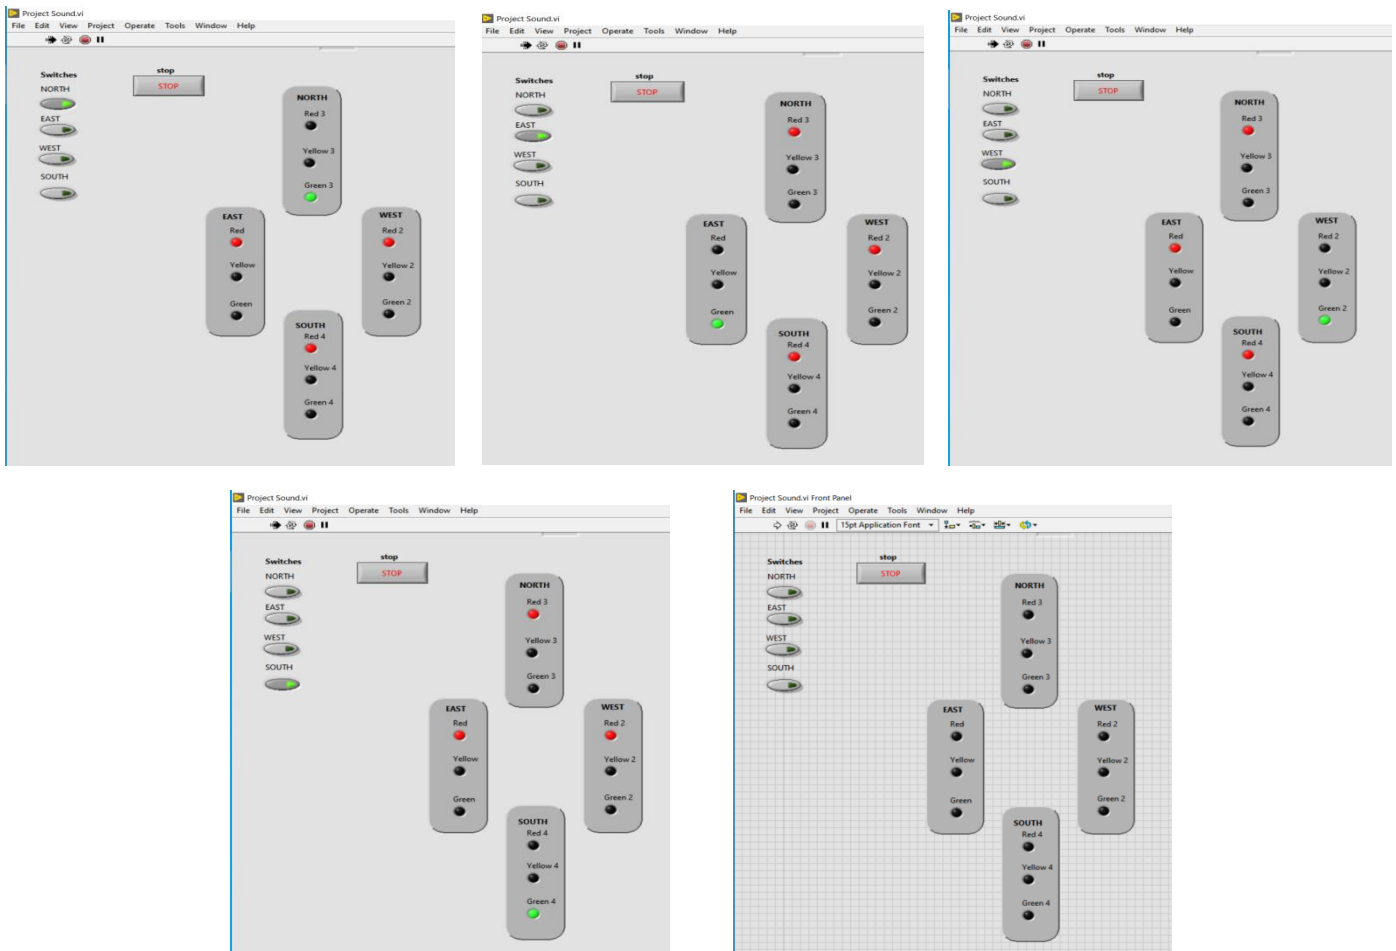 Project Sound.vi
File Edit View Project Operate Tools Window Help
Switches
stop
NORTH
STOP
EAST
WEST
SOUTH
NORTH
Red 3
Yellow 3
Green 3
EAST
Red
Yellow
Green
WEST
Red 2
Yellow 2
Green 2
SOUTH
Red 4
Yellow 4
Green 4
Project Sound.vi
File Edit View Project Operate Tools Window Help
Switches
stop
NORTH
STOP
EAST
WEST
SOUTH
NORTH
Red 3
Yellow 3
Green 3
EAST
Red
Yellow
Green
WEST
Red 2
Yellow 2
Green 2
SOUTH
Red 4
Yellow 4
Green 4
Project Sound.vi
File Edit View Project Operate Tools Window Help
Switches
stop
NORTH
STOP
EAST
WEST
SOUTH
NORTH
Red 3
Yellow 3
Green 3
EAST
Red
Yellow
Green
WEST
Red 2
Yellow 2
Green 2
SOUTH
Red 4
Yellow 4
Green 4
Project Sound.vi
File Edit View Project Operate Tools Window Help
Switches
stop
NORTH
STOP
EAST
WEST
SOUTH
NORTH
Red 3
Yellow 3
Green 3
EAST
Red
Yellow
Green
WEST
Red 2
Yellow 2
Green 2
SOUTH
Red 4
Yellow 4
Green 4
Project Sound.vi Front Panel
File Edit View Project Operate Tools Window Help
15pt Application Font
Switches
stop
NORTH
STOP
EAST
WEST
SOUTH
NORTH
Red 3
Yellow 3
Green 3
EAST
Red
Yellow
Green
WEST
Red 2
Yellow 2
Green 2
SOUTH
Red 4
Yellow 4
Green 4